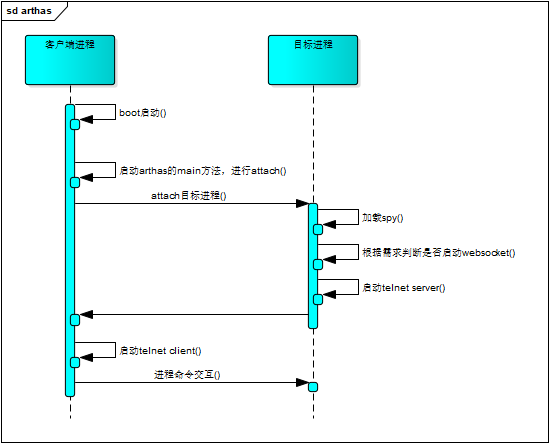 sd arthas
客户端进程
目标进程
boot启动()
启动arthas的main方法，进行attach()
attach目标进程()
加载spy()
根据需求判断是否启动websocket()
启动telnet server()
启动telnet client()
进程命令交互()